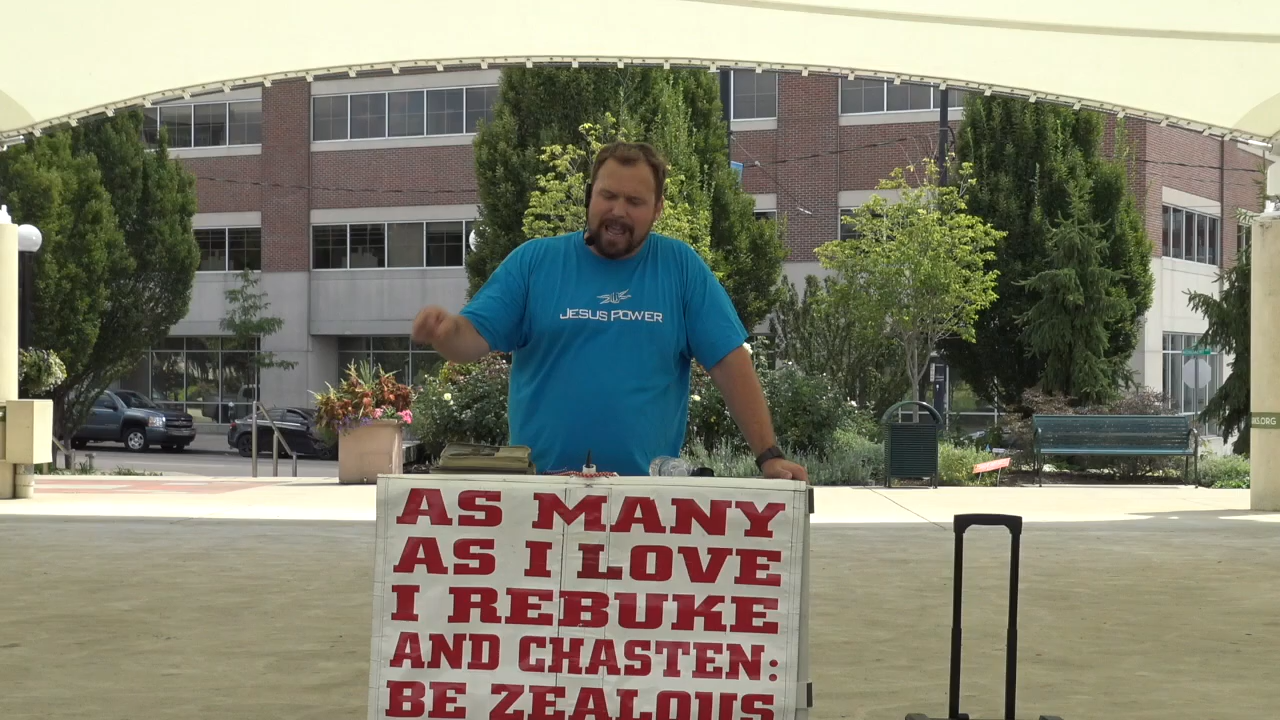 JESUS POWER
AS MANY
AS I LOVE
I REBUKE
AND CHASTEN:
BE ZEALOUS